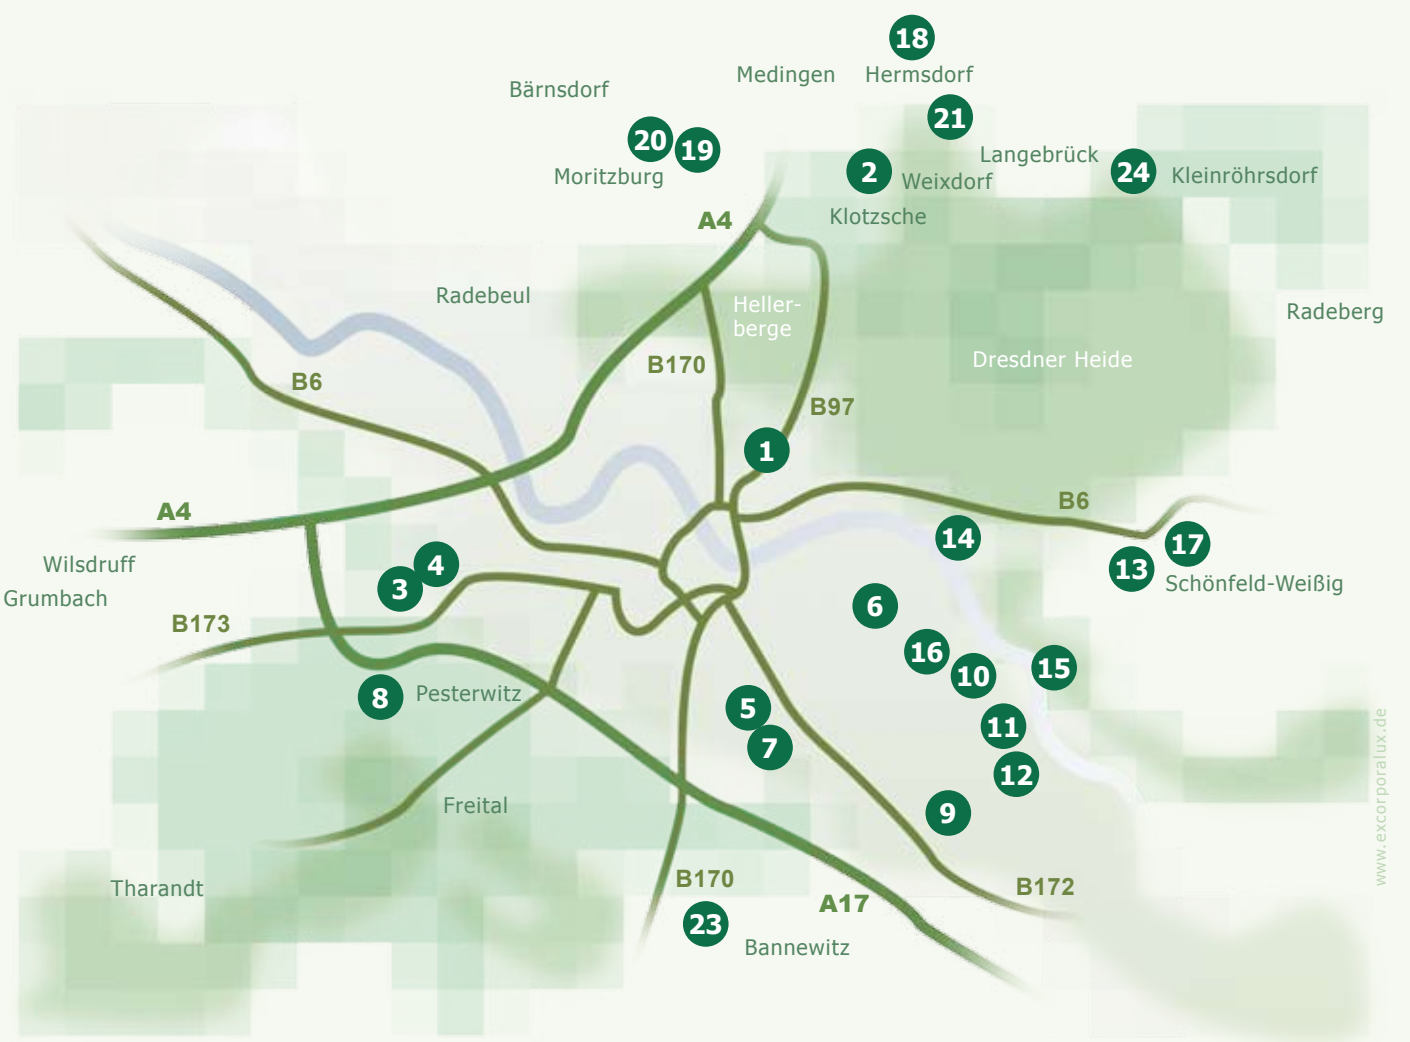 18
Medingen
Hermsdorf
Bärnsdorf
21
20
19
Langebrück
2
24
Moritzburg
Weixdorf
Kleinröhrsdorf
A4
Klotzsche
Radebeul
Heller-
berge
Radeberg
Dresdner Heide
B170
B6
B97
1
B6
A4
14
17
Wilsdruff
4
13
Schönfeld-Weißig
3
Grumbach
6
B173
16
15
10
8
Pesterwitz
5
11
7
12
Freital
9
www.excorporalux.de
Tharandt
B170
B172
A17
23
Bannewitz